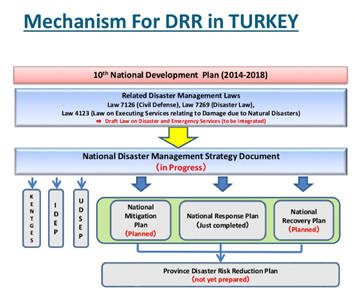 Mechanism For DRR in TURKEY
10th National Development Plan (2014-2018)
Related Disaster Management Laws
Law 7126 (Civil Defense), Law 7269 (Disaster Law),
Law 4123 (Law on Executing Services relating to Damage due to Natural Disasters)
⇒ Draft Law on Disaster and Emergency Services (to be integrated)
National Disaster Management Strategy Document
(in Progress)
KENTGES
IDEP
UDSEP
National
Mitigation
Plan
(Planned)
National Response Plan
(Just completed)
National
Recovery Plan
(Planned)
Province Disaster Risk Reduction Plan
(not yet prepared)